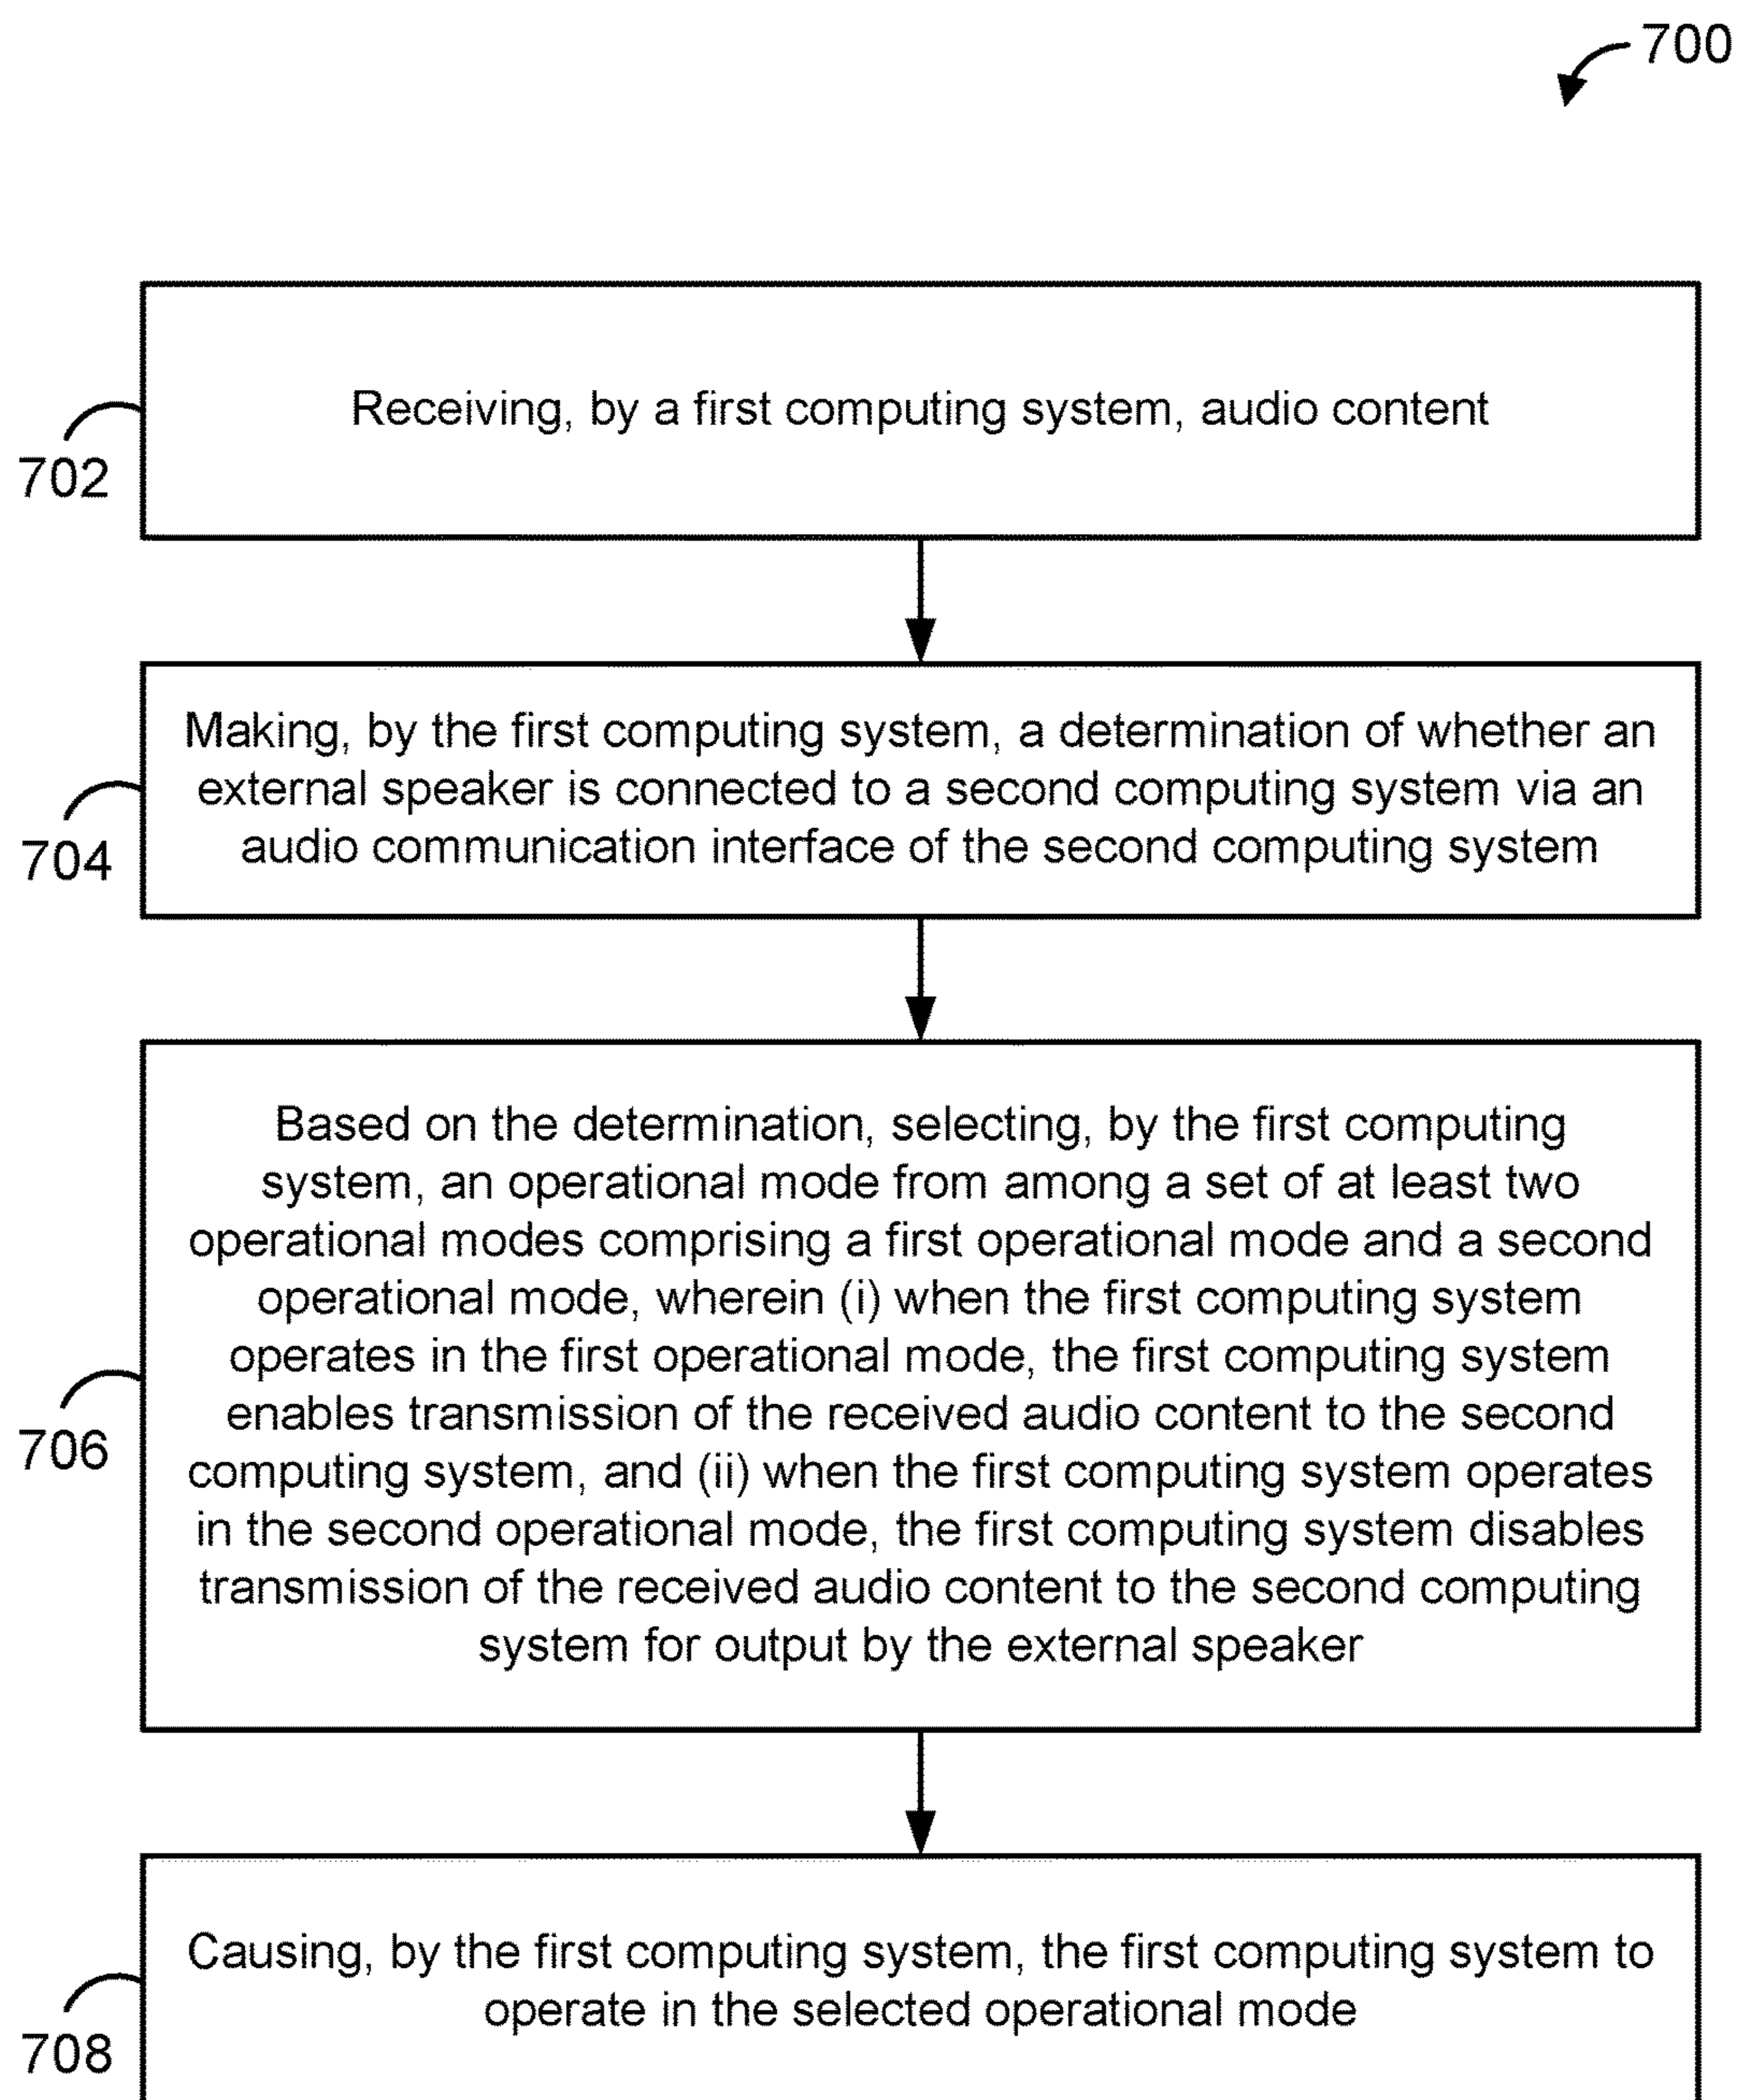 700
Receiving, by a first computing system, audio content
702
Making, by the first computing system, a determination of whether an
external speaker is connected to a second computing system via an
audio communication interface of the second computing system
704
Based on the determination, selecting, by the first computing
system, an operational mode from among a set of at least two
operational modes comprising a first operational mode and a second
operational mode, wherein (i) when the first computing system
operates in the first operational mode, the first computing system
enables transmission of the received audio content to the second
computing system, and (ii) when the first computing system operates
in the second operational mode, the first computing system disables
transmission of the received audio content to the second computing
system for output by the external speaker
706
Causing, by the first computing system, the first computing system to
operate in the selected operational mode
708